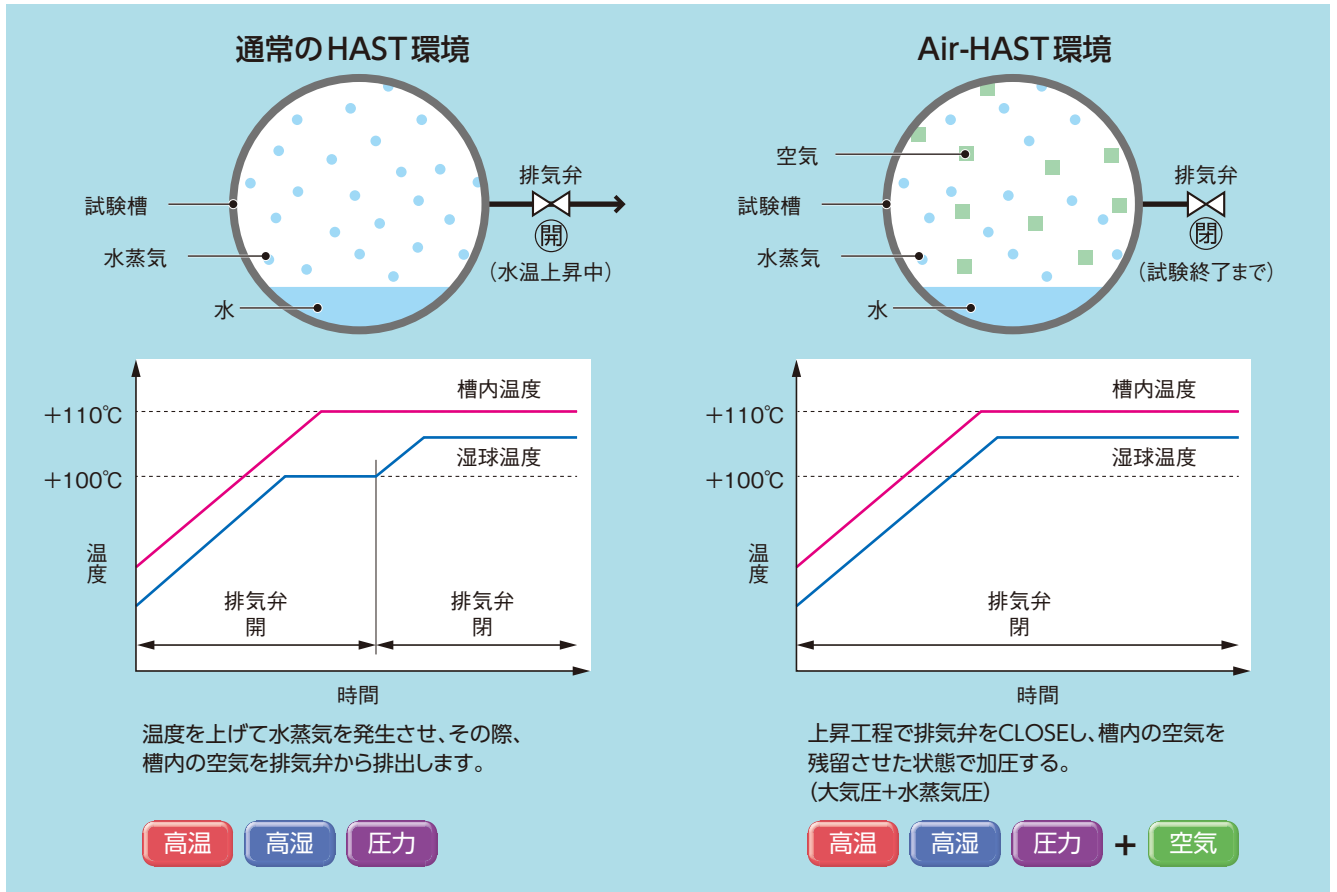 通常のHAST環境
試験槽
水蒸気
水
排気弁
開
(水温上昇中)
+110℃
+100℃
温度
槽内温度
湿球温度
排気弁
開
排気弁
閉
時間
温度を上げて水蒸気を発生させ、その際、
槽内の空気を排気弁から排出します。
高温
高湿
圧力
Air-HAST環境
空気
試験槽
水蒸気
水
排気弁
閉
(試験終了まで)
+110℃
+100℃
温度
槽内温度
湿球温度
排気弁
閉
時間
上昇工程で排気弁をCLOSEし、槽内の空気を
残留させた状態で加圧する。
(大気圧+水蒸気圧)
高温
高湿
圧力
+
空気